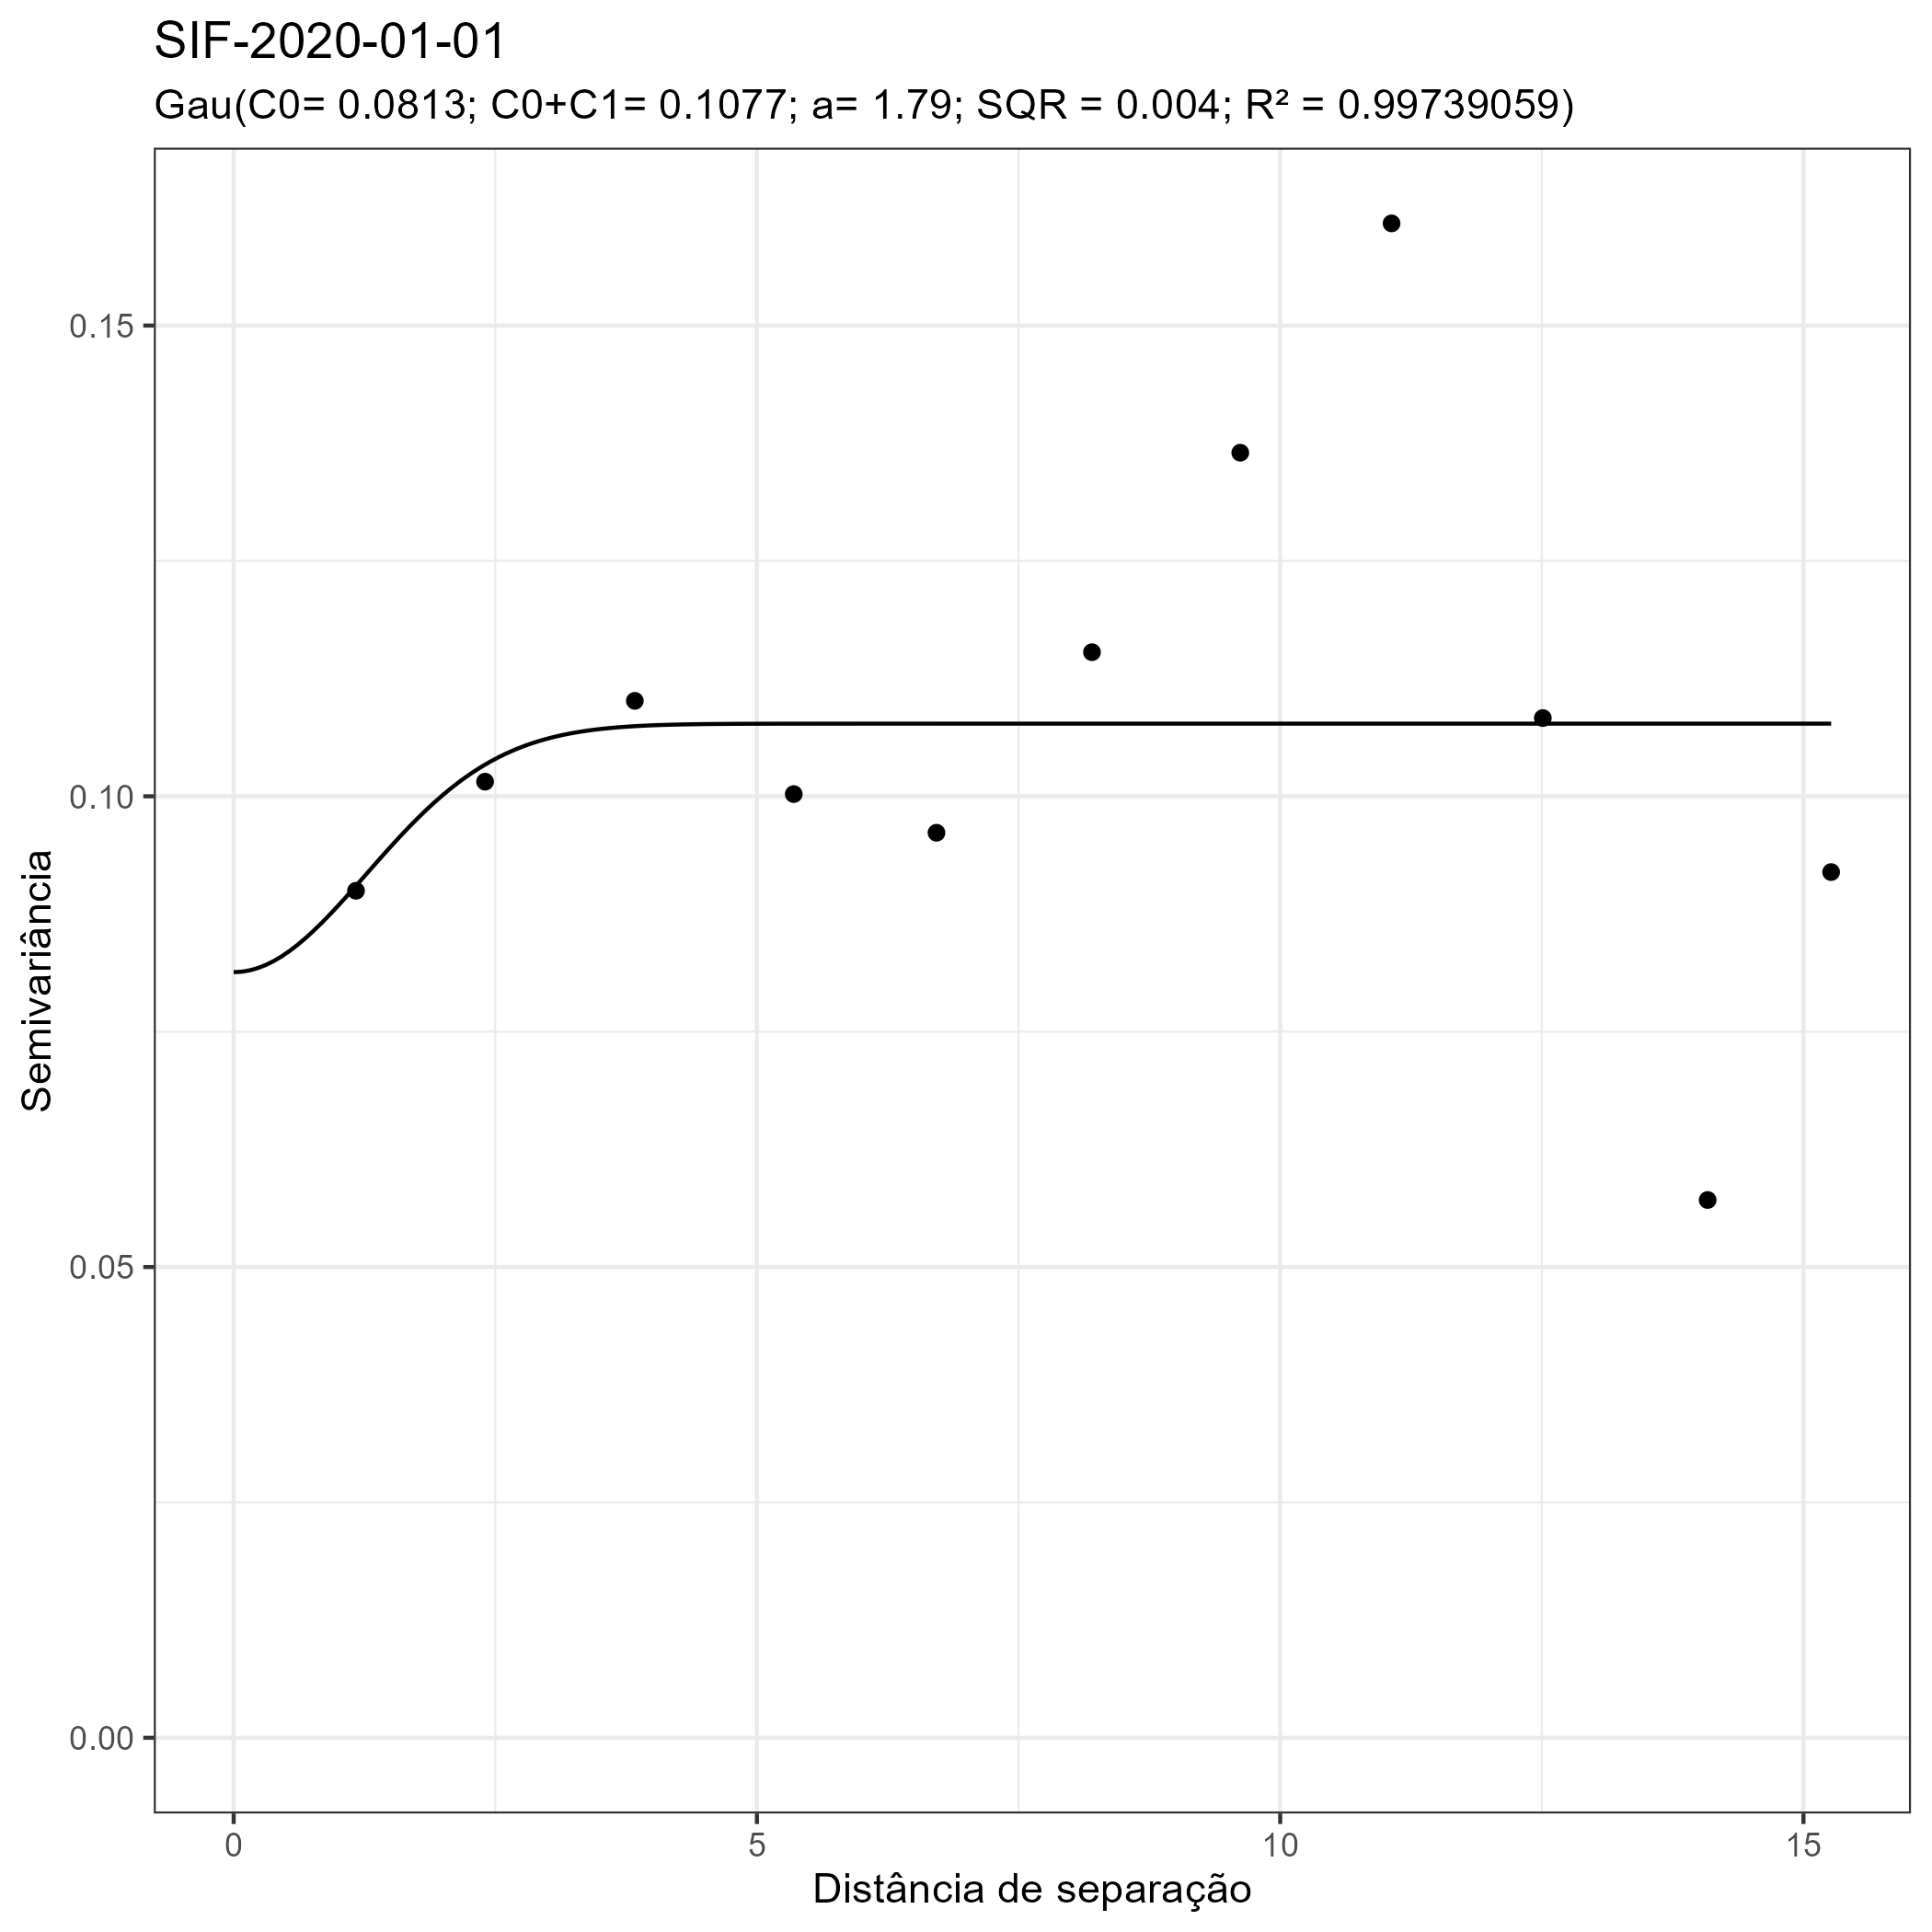 SIF-2020-01-01
Gau(C0= 0.0813; C0+C1= 0.1077; a= 1.79; SQR = 0.004; R² = 0.99739059)
Semivariância
0.15
0.10
0.05
0.00
0 5 10 15
Distância de separação